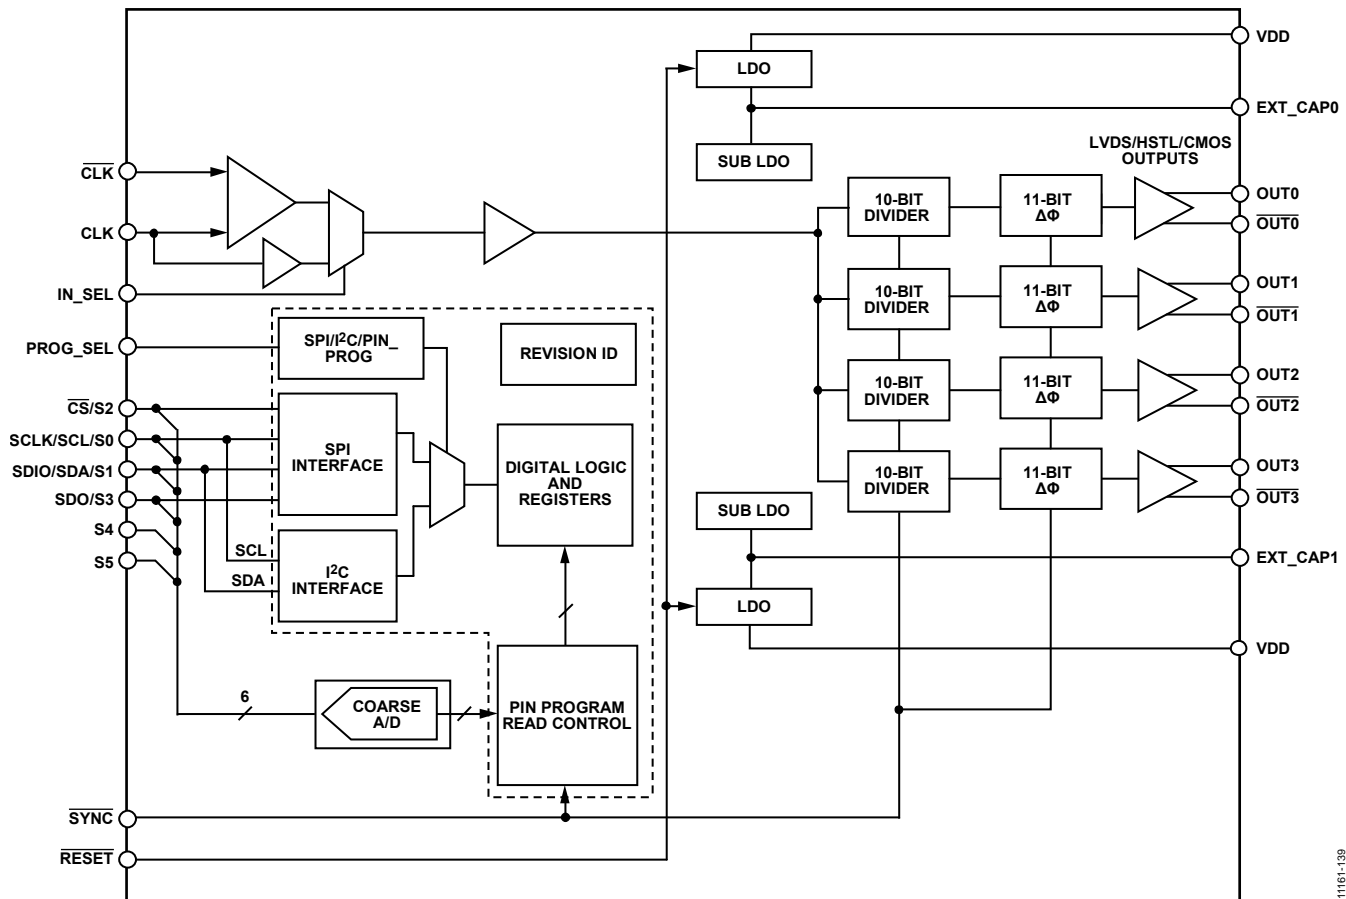 VDD
LDO
EXT_CAP0
SUB LDO
LVDS/HSTL/CMOS
OUTPUTS
CLK
CLK
IN_SEL
PROG_SEL
CS/S2
SCLK/SCL/S0
SDIO/SDA/S1
SDO/S3
S4
S5
SPI/I2C/PIN_
PROG
REVISION ID
SPI
INTERFACE
DIGITAL LOGIC
AND
REGISTERS
SCL
SDA
I2C
INTERFACE
6
COARSE
A/D
PIN PROGRAM
READ CONTROL
SYNC
RESET
10-BIT
DIVIDER
11-BIT
ΔΦ
OUT0
OUT0
10-BIT
DIVIDER
11-BIT
ΔΦ
OUT1
OUT1
10-BIT
DIVIDER
11-BIT
ΔΦ
OUT2
OUT2
10-BIT
DIVIDER
11-BIT
ΔΦ
OUT3
OUT3
SUB LDO
EXT_CAP1
LDO
VDD
11161-139